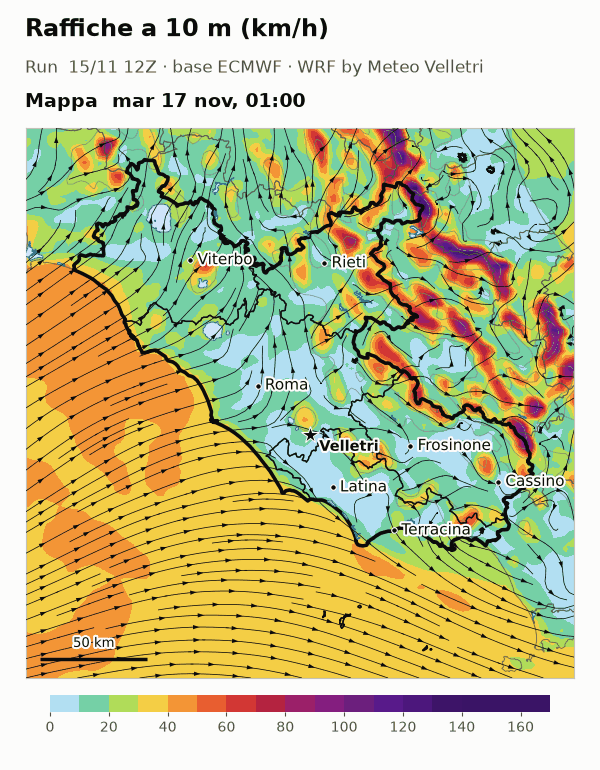 Raffiche a 10 m (km/h)
Run  15/11 12Z · base ECMWF · WRF by Meteo Velletri
Mappa  mar 17 nov, 01:00
Viterbo
Rieti
Roma
Velletri
Frosinone
Cassino
Latina
Terracina
50 km
0 20 40 60 80 100 120 140 160